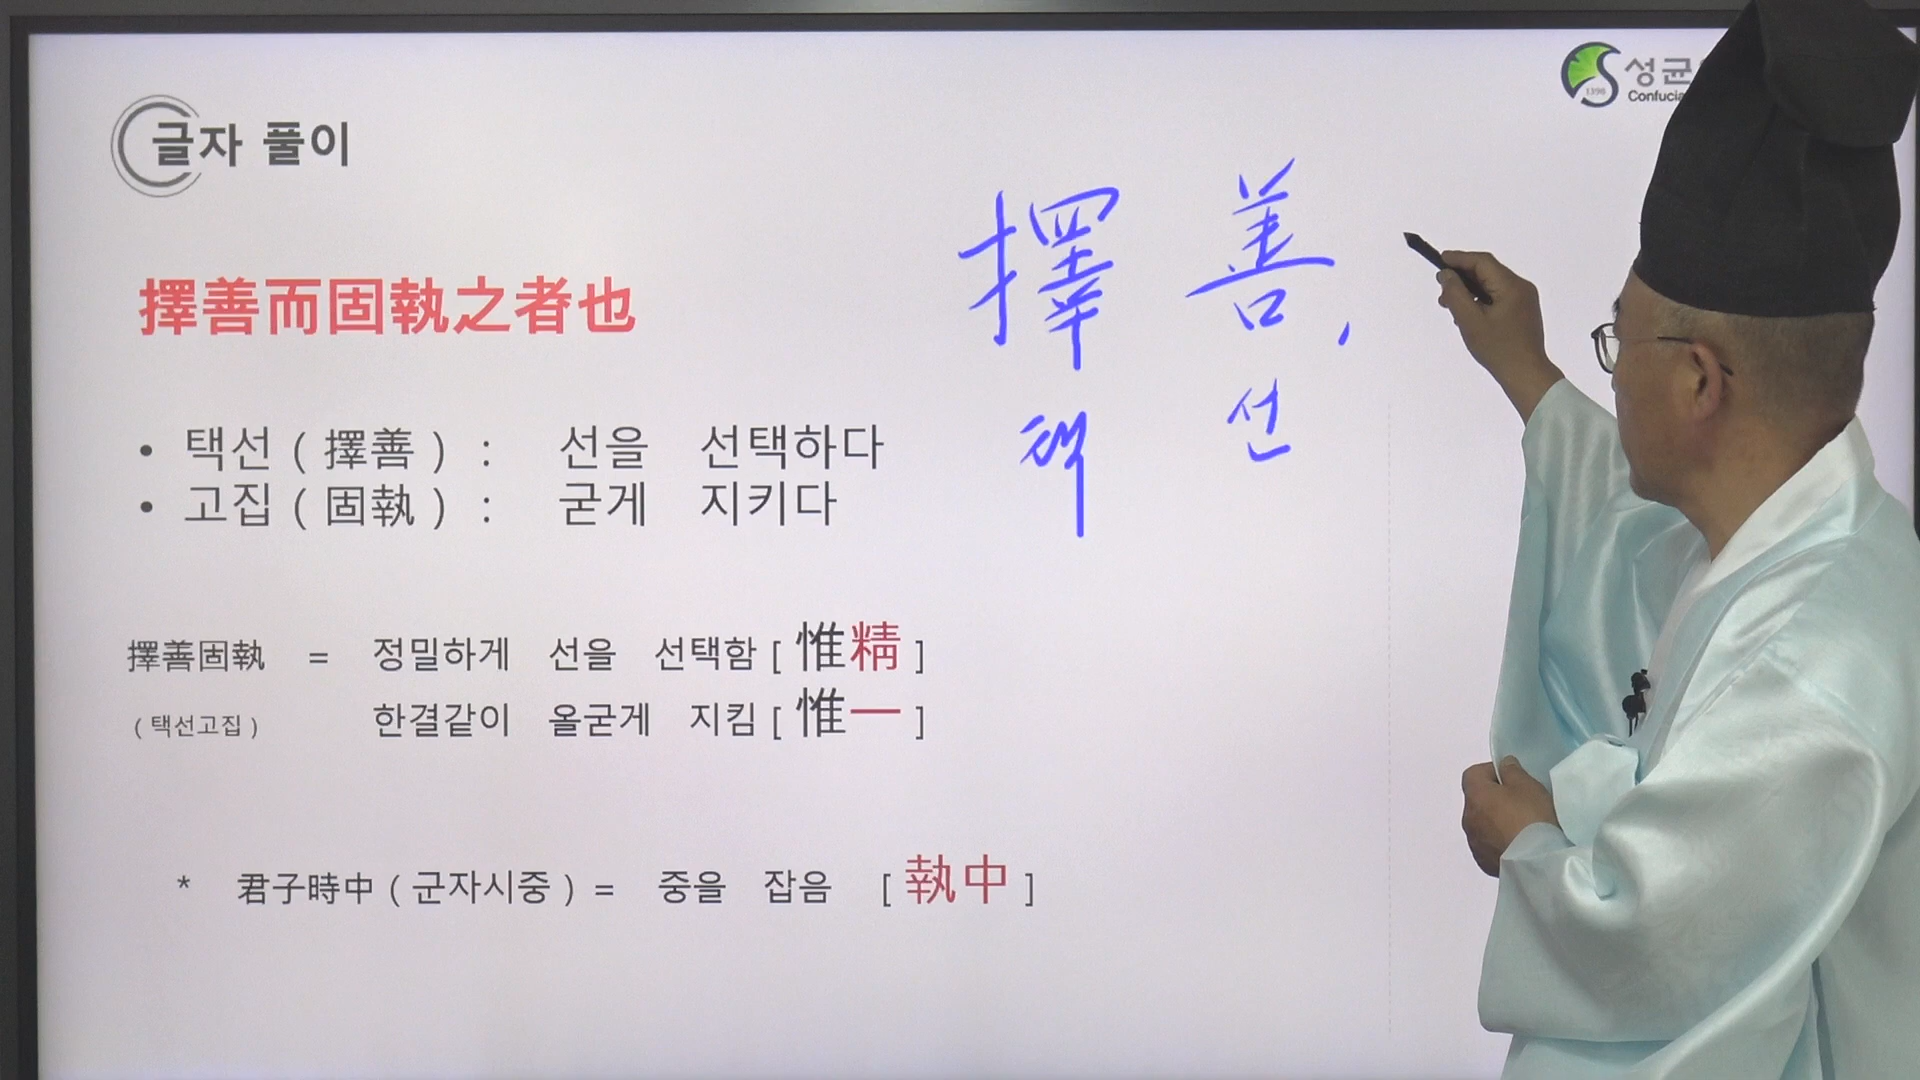 글자 풀이
성균
Confucia
1398
擇善而固執之者也
擇 善,
택 선
• 택선(擇善) : 선을 선택하다
• 고집(固執) : 굳게 지키다
擇善固執 = 정밀하게 선을 선택함 [惟精]
(택선고집) 한결같이 올굳게 지킴 [惟一]
* 君子時中(군자시중) = 중을 잡음 [執中]